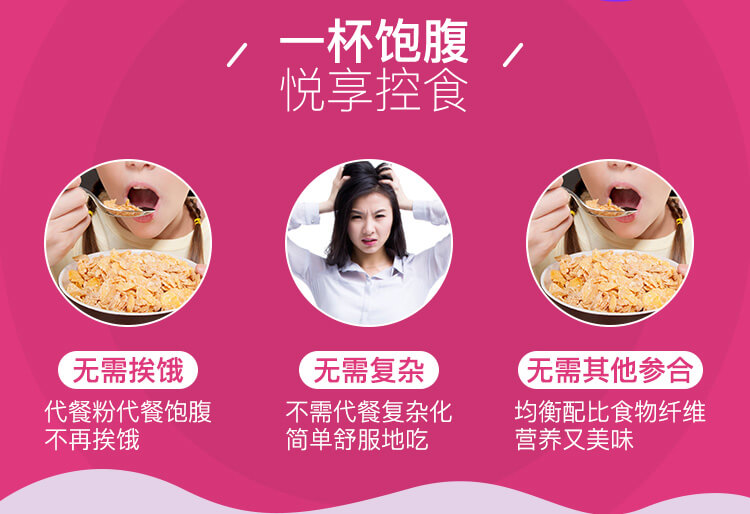 一杯饱腹
悦享控食
无需挨饿
代餐粉代餐饱腹
不再挨饿
无需复杂
不需代餐复杂化
简单舒服地吃
无需其他参合
均衡配比食物纤维
营养又美味